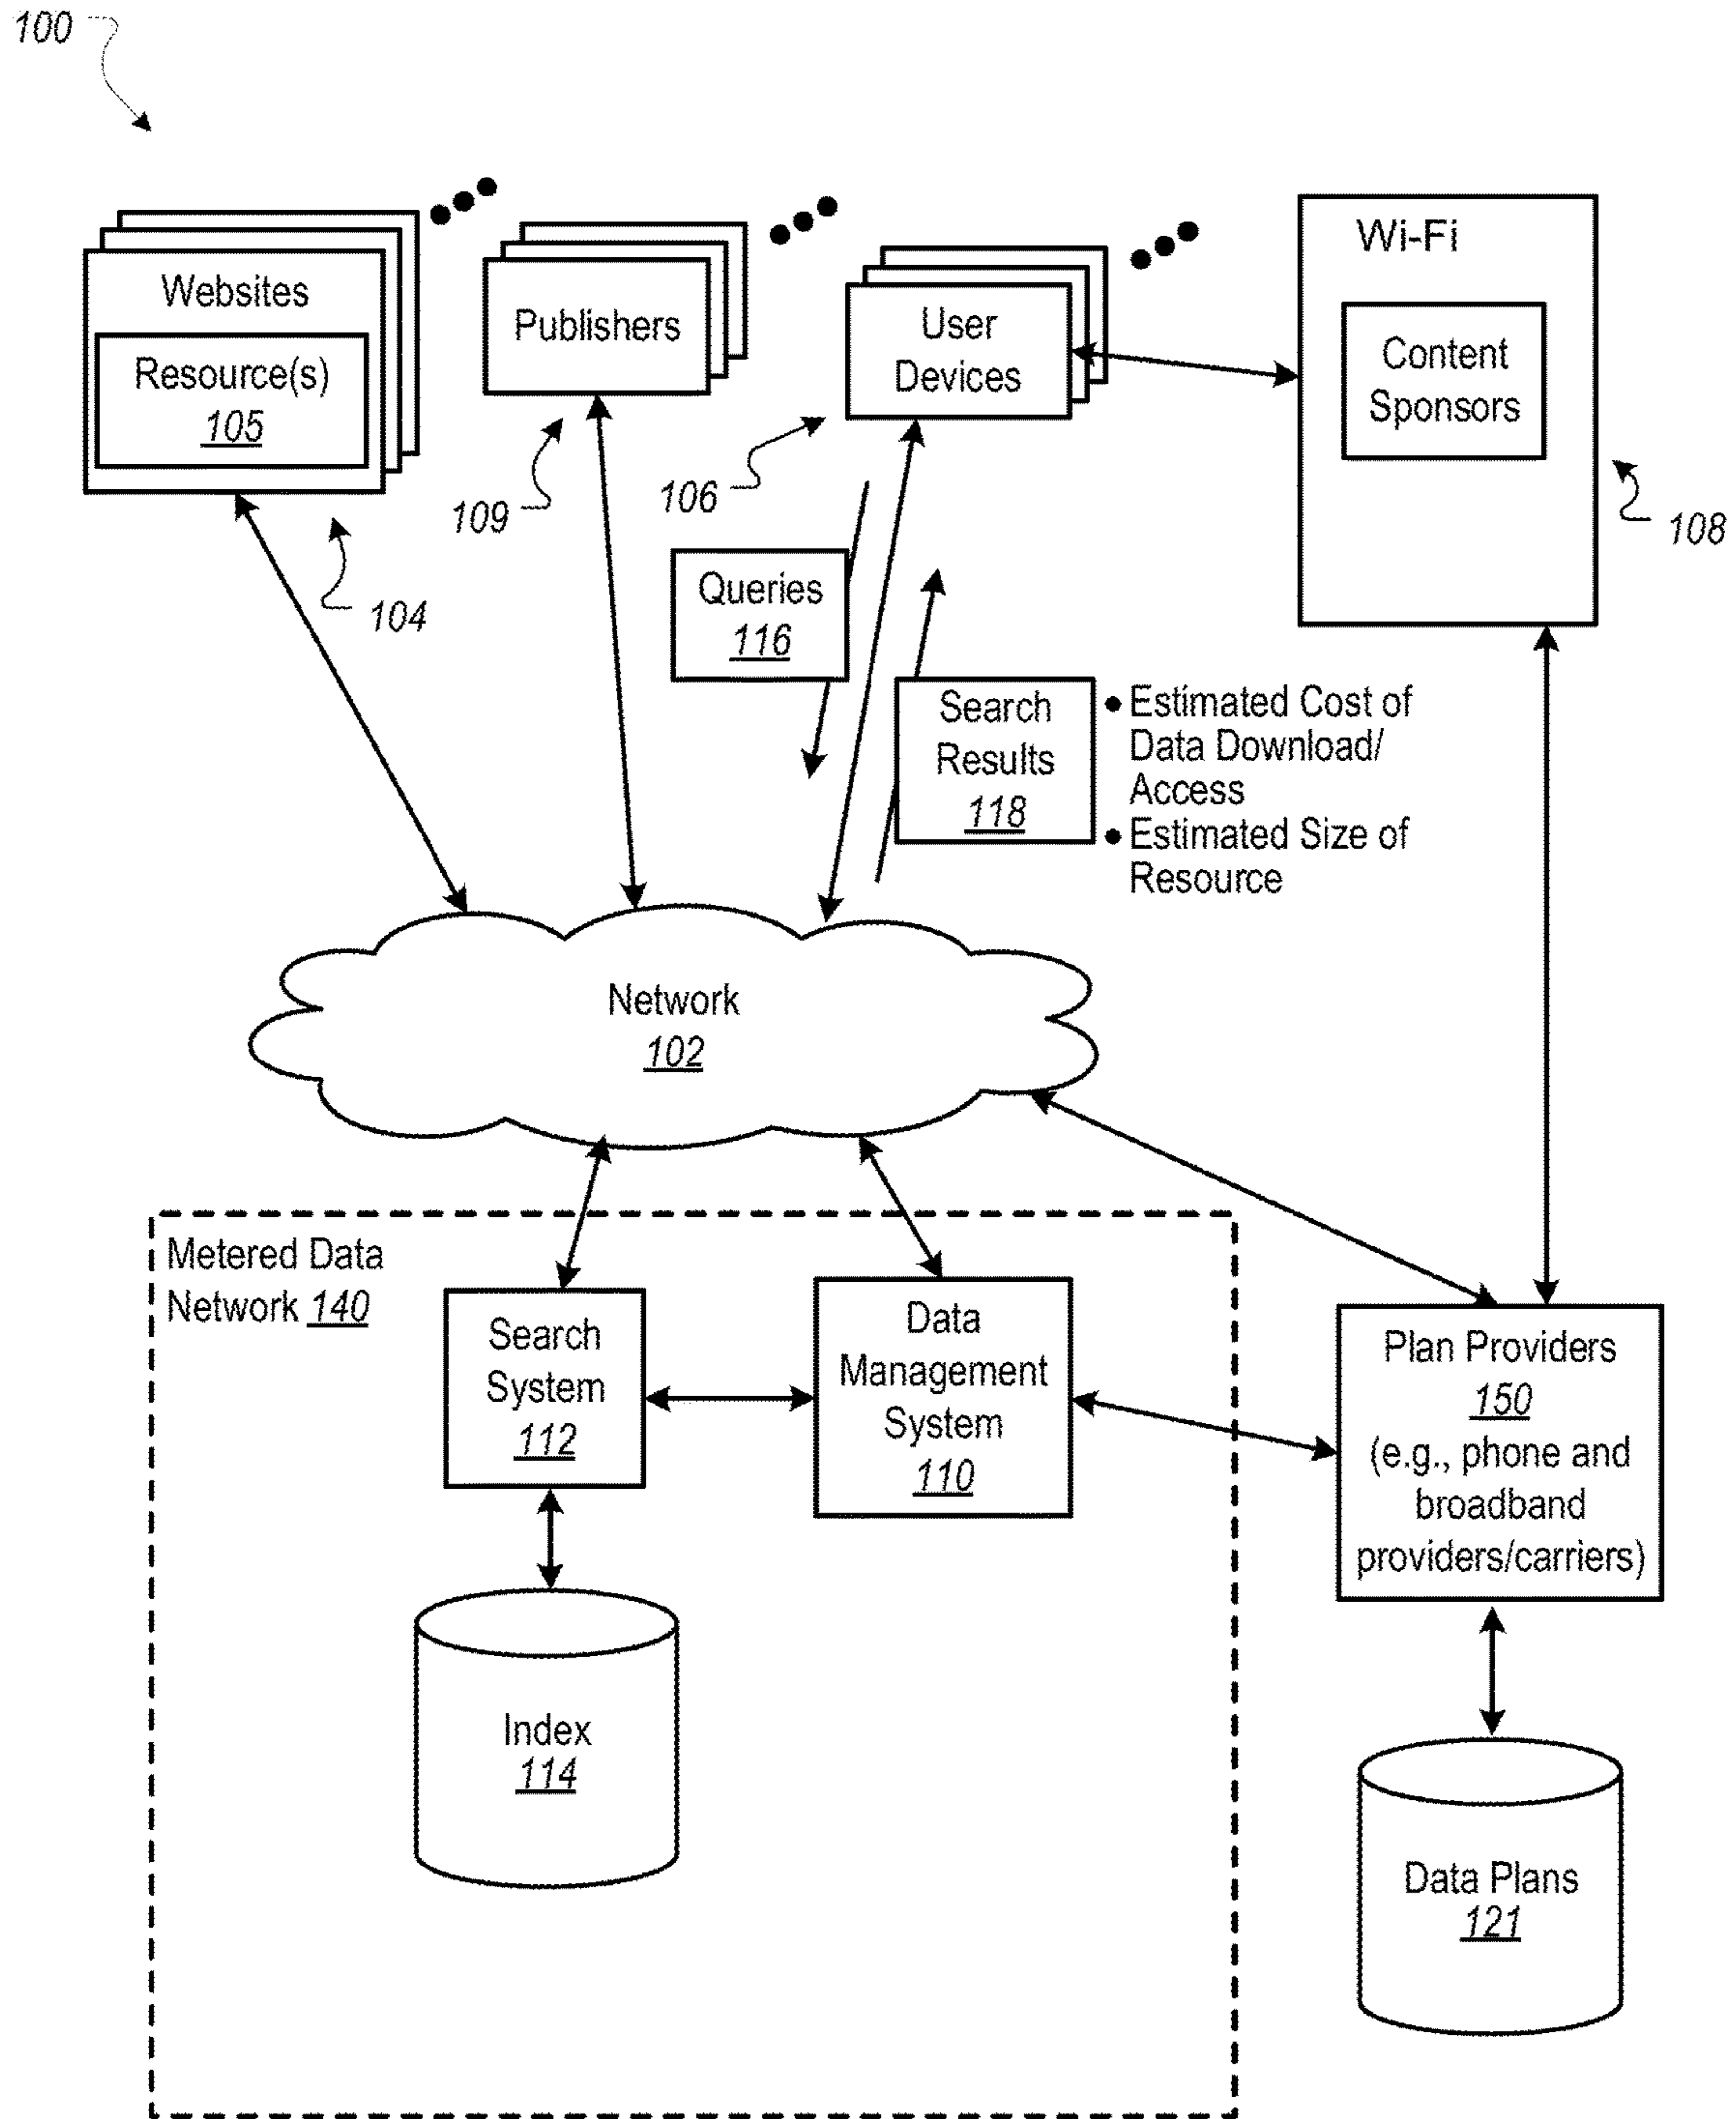 100
Websites
Resource(s)
105
104
Publishers
109
User
Devices
106
Wi-Fi
Content
Sponsors
108
Queries
116
Search
Results
118
• Estimated Cost of
Data Download/
Access
• Estimated Size of
Resource
Network
102
Metered Data
Network 140
Search
System
112
Data
Management
System
110
Plan Providers
150
(e.g., phone and
broadband
providers/carriers)
Index
114
Data Plans
121